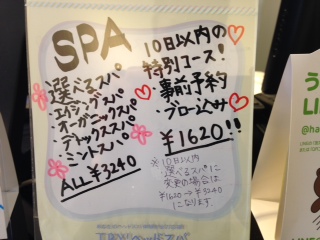 SPA
選べるスパ
・エイジングスパ
・オーガニックスパ
・デトックススパ
・ミントスパ
ALL ¥3240
10日以内の
特別コース!
事前予約
ブロー込み
¥1620!!
※10日以内
選べるスパに
変更の場合は
¥1620→¥3240
になります。
う
LIN
@ha